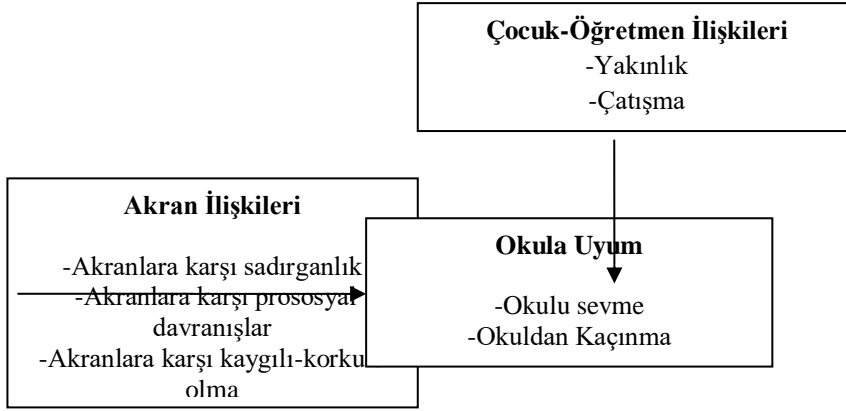 Çocuk-Öğretmen İlişkileri
-Yakınlık
-Çatışma
Akran İlişkileri
-Akranlara karşı sadırganlık
-Akranlara karşı prososyal
davranışlar
-Akranlara karşı kaygılı-korku
olma
Okula Uyum
-Okulu sevme
-Okuldan Kaçınma